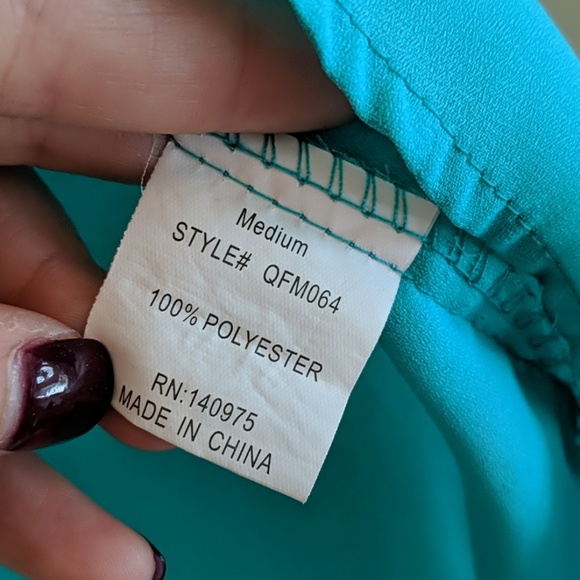 Medium
STYLE# QFM064
100% POLYESTER
RN:140975
MADE IN CHINA